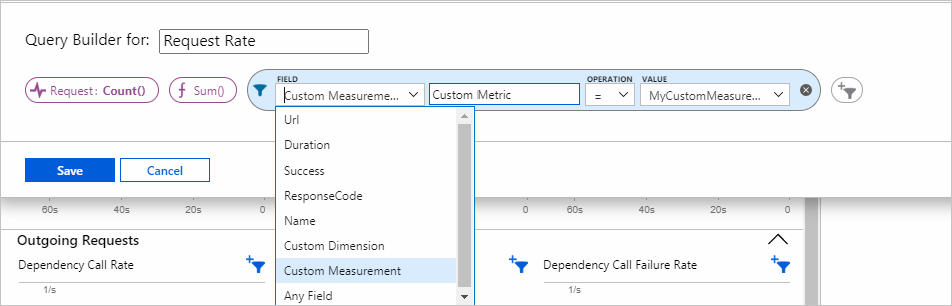 Query Builder for: Request Rate
FIELD OPERATION VALUE
Request: Count() Sum() Custom Measureme... Custom Metric = MyCustomMeasure...
Url
Duration
Success
ResponseCode
Name
Custom Dimension
Custom Measurement
Any Field
Save Cancel
60s 40s 20s 0 0 60s 40s 20s 0
Outgoing Requests
Dependency Call Rate Dependency Call Failure Rate
1/s 1/s